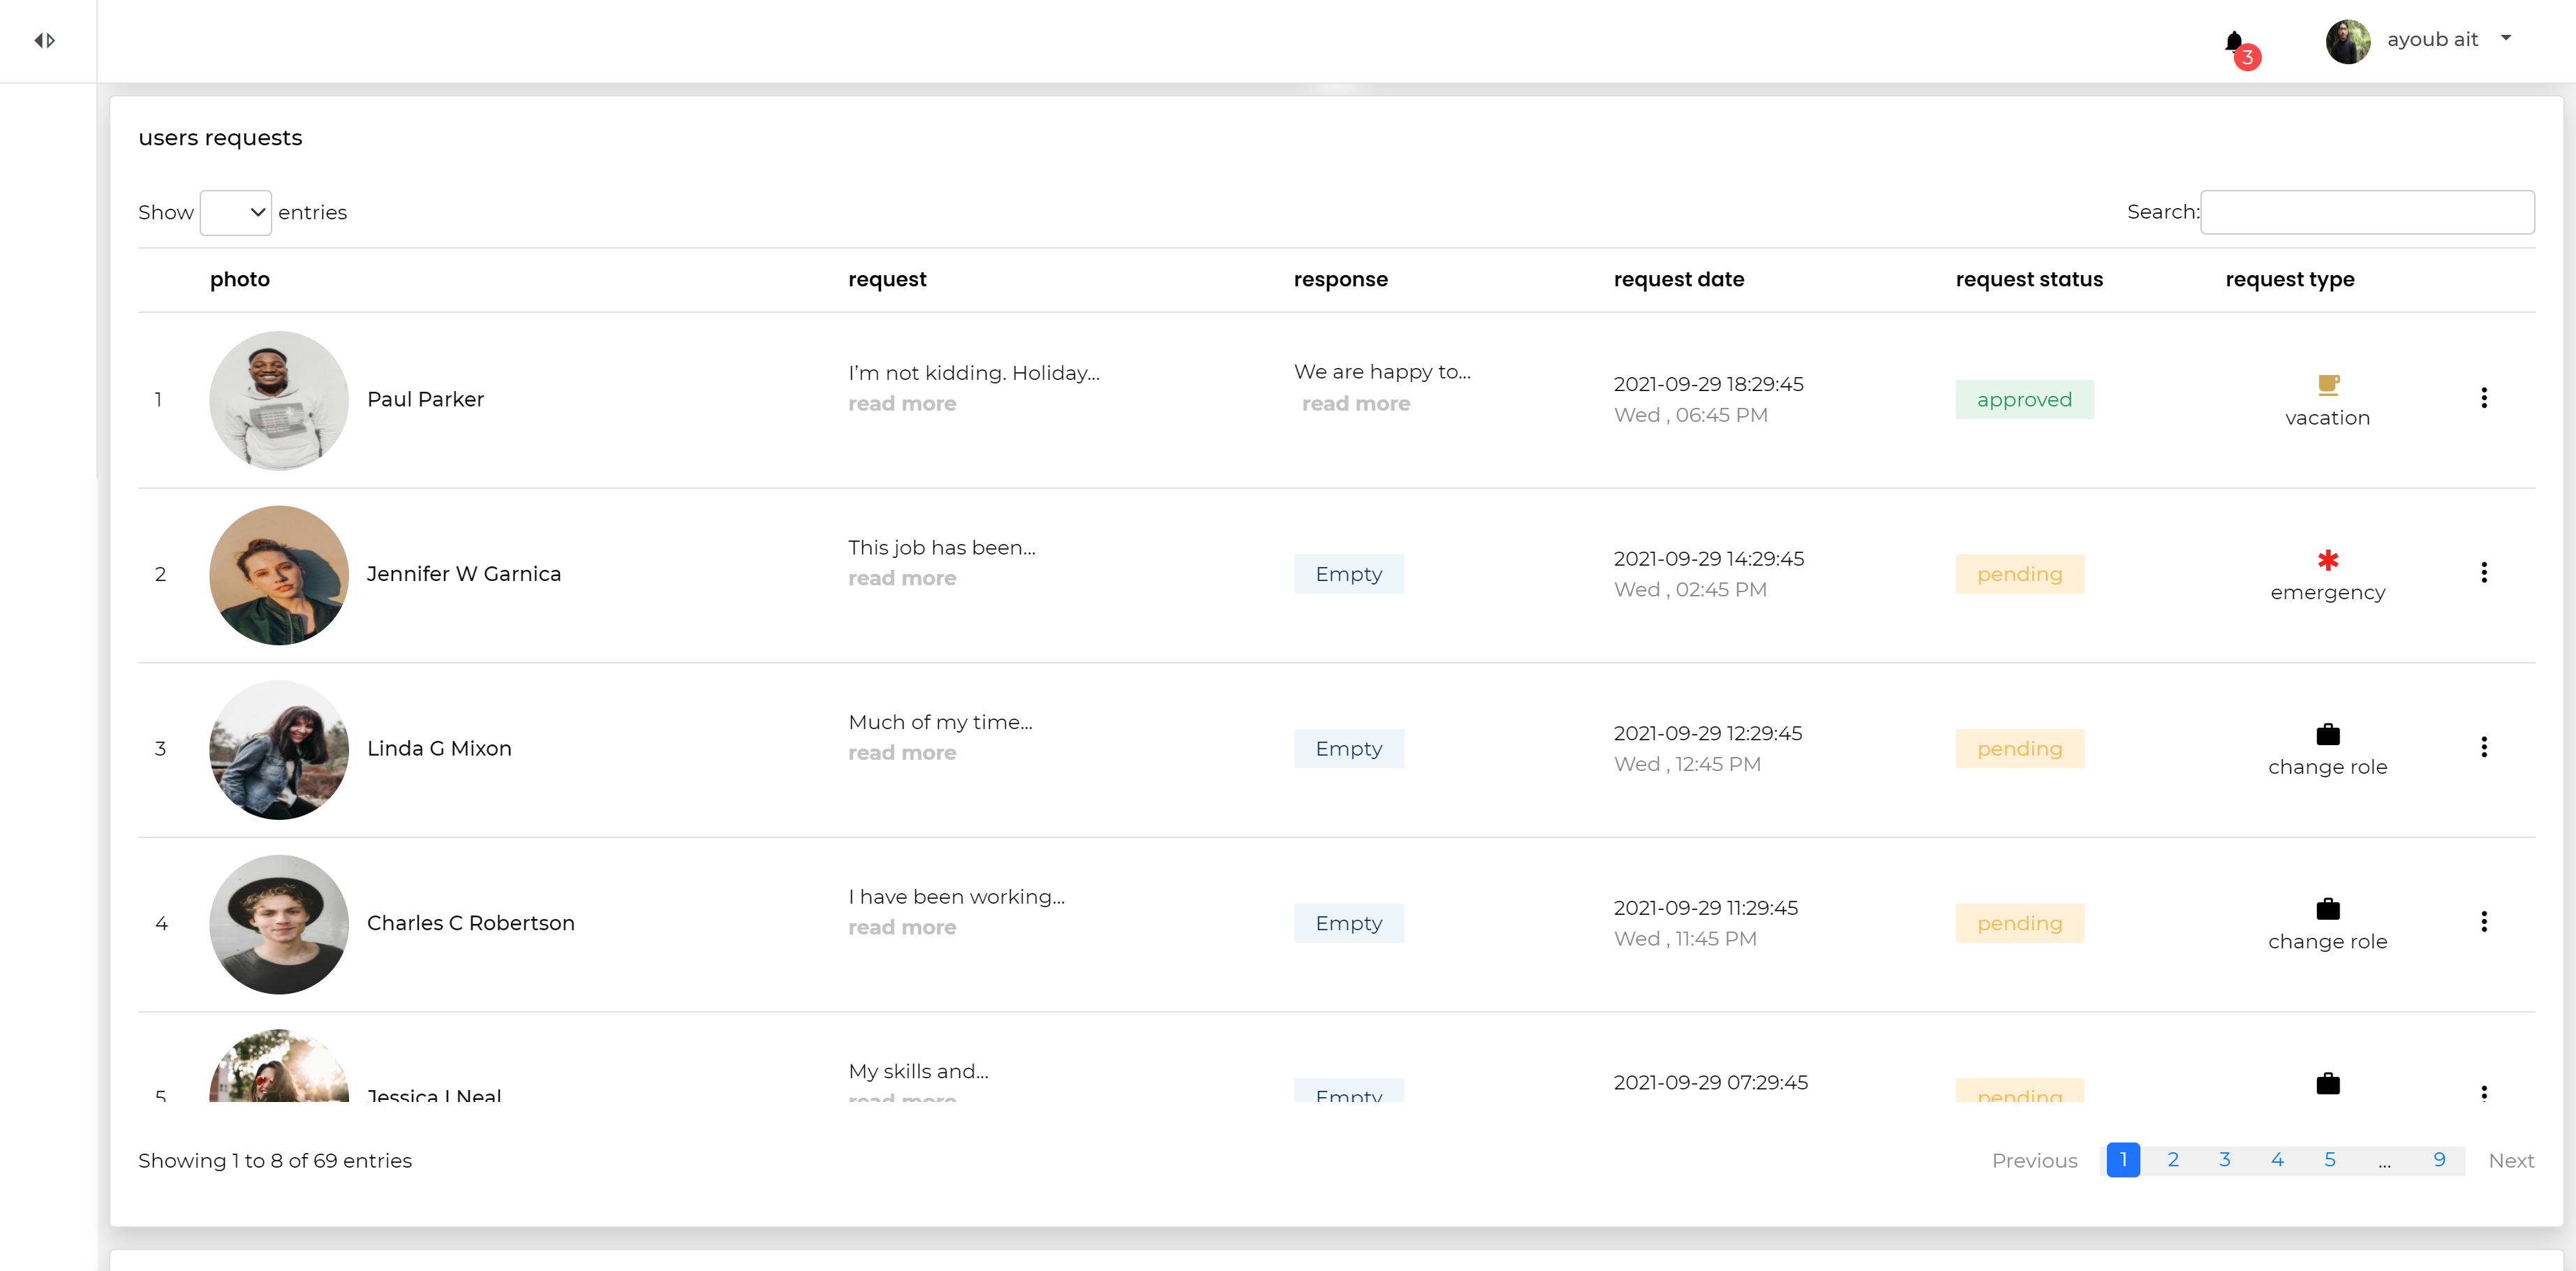 3
ayoub ait
users requests
Show entries
Search:
photo request response request date request status request type
1 Paul Parker I'm not kidding. Holiday... read more We are happy to... read more 2021-09-29 18:29:45 Wed , 06:45 PM approved vacation
2 Jennifer W Garnica This job has been... read more Empty 2021-09-29 14:29:45 Wed , 02:45 PM pending emergency
3 Linda G Mixon Much of my time... read more Empty 2021-09-29 12:29:45 Wed , 12:45 PM pending change role
4 Charles C Robertson I have been working... read more Empty 2021-09-29 11:29:45 Wed , 11:45 PM pending change role
5 Jessica I Neal My skills and... read more Empty 2021-09-29 07:29:45 pending
Showing 1 to 8 of 69 entries
Previous 1 2 3 4 5 ... 9 Next